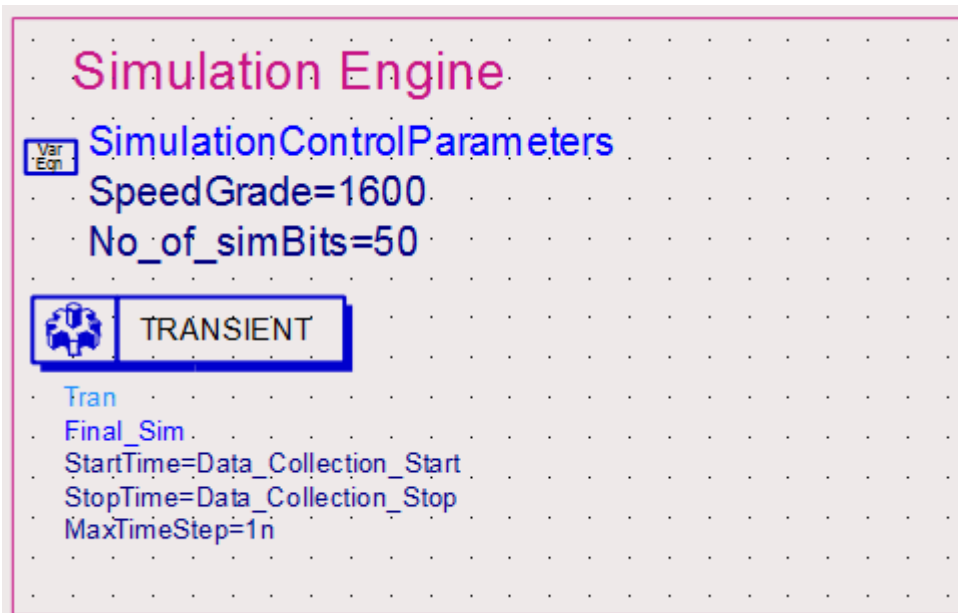 Simulation Engine
Var
Eqn
SimulationControlParameters
SpeedGrade=1600
No_of_simBits=50
TRANSIENT
Tran
Final_Sim
StartTime=Data_Collection_Start
StopTime=Data_Collection_Stop
MaxTimeStep=1n